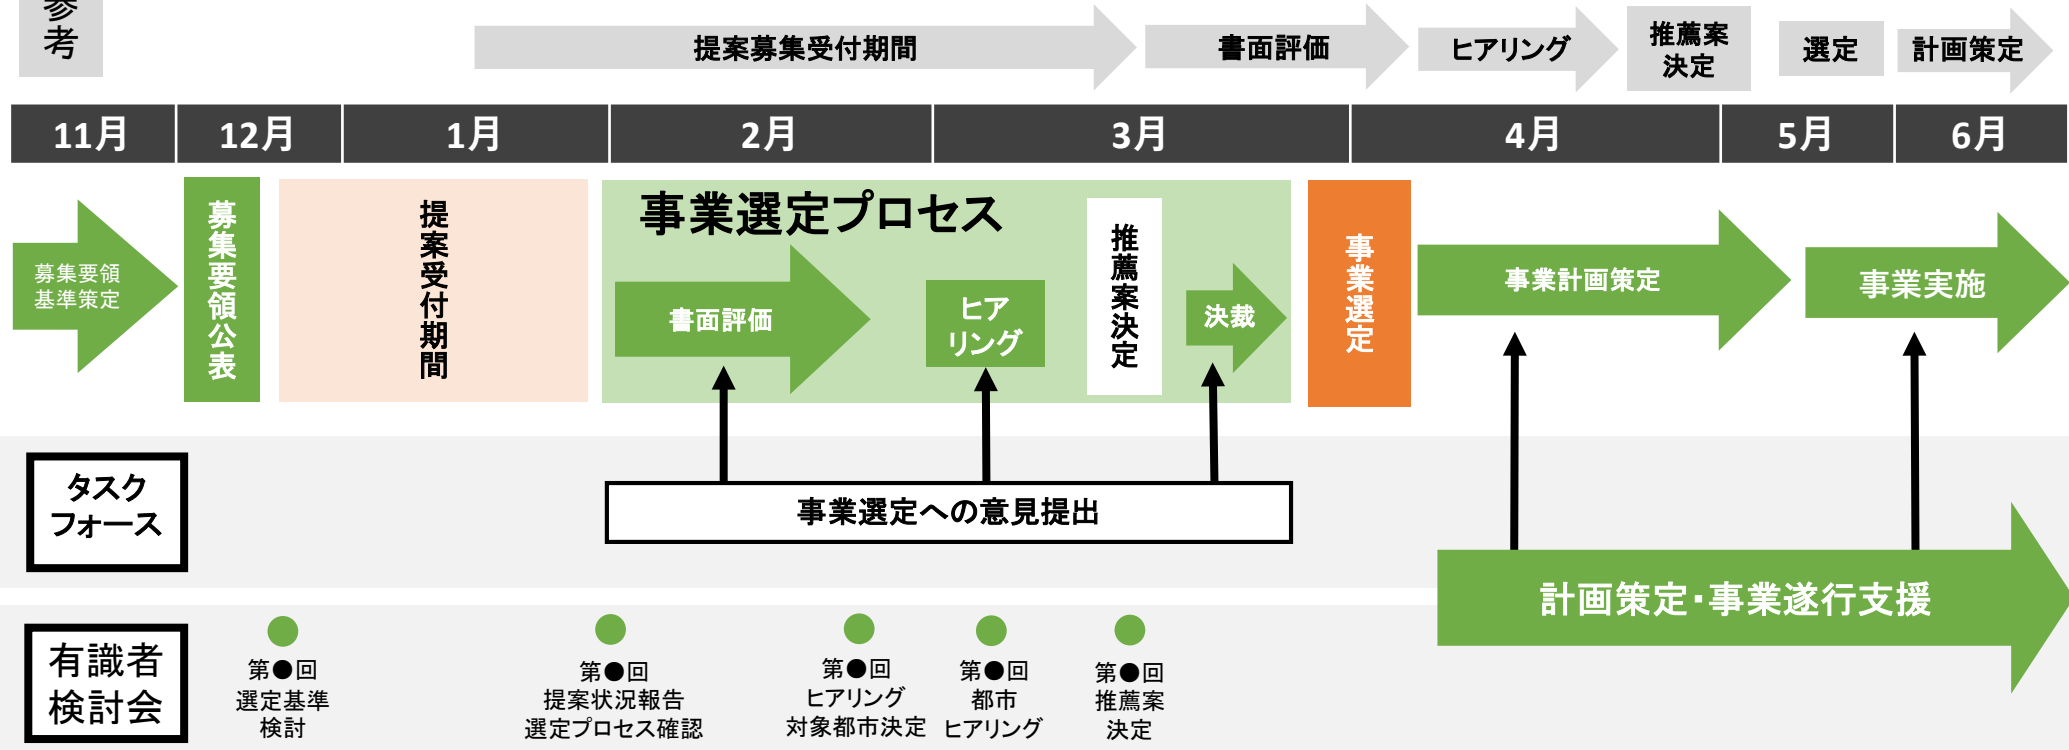 参
考
提案募集受付期間
書面評価
ヒアリング
推薦案
決定
選定
計画策定
11月
12月
1月
2月
3月
4月
5月
6月
募集要領
基準策定
募集要領公表
提案受付期間
事業選定プロセス
書面評価
ヒア
リング
推薦案決定
決裁
事業選定
事業計画策定
事業実施
タスク
フォース
事業選定への意見提出
計画策定・事業遂行支援
有識者
検討会
第●回
選定基準
検討
第●回
提案状況報告
選定プロセス確認
第●回
ヒアリング
対象都市決定
第●回
都市
ヒアリング
第●回
推薦案
決定